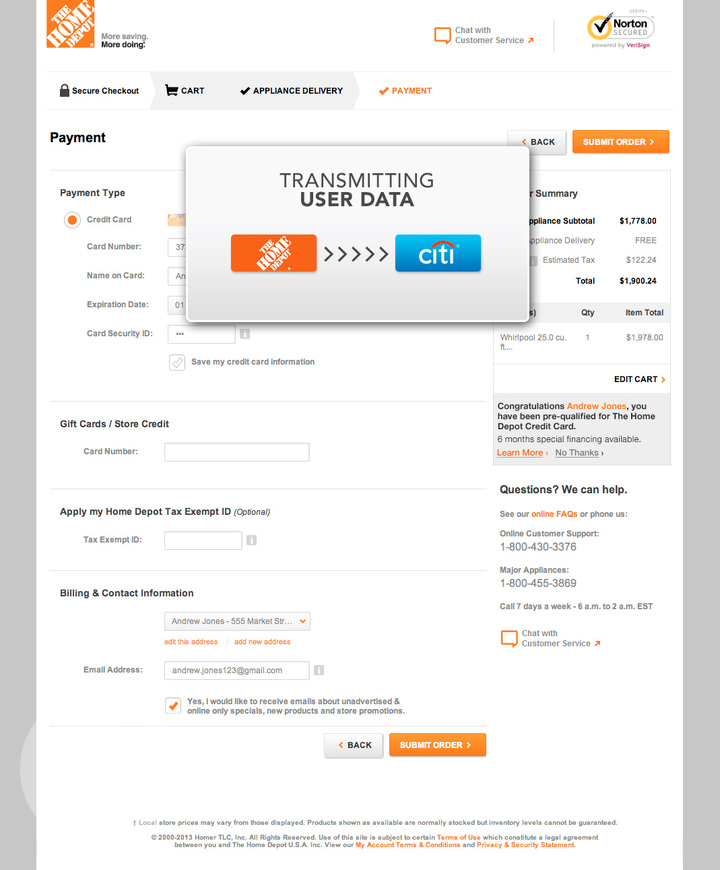 THE HOME DEPOT
More saving.
More doing.
Chat with
Customer Service
Norton
SECURED
powered by VeriSign
Secure Checkout
CART
APPLIANCE DELIVERY
PAYMENT
Payment
BACK
SUBMIT ORDER
Payment Type
Credit Card
Card Number: 37
Name on Card: An
Expiration Date: 01
Card Security ID: •••
Save my credit card information
TRANSMITTING
USER DATA
THE HOME DEPOT
citi
r Summary
ppliance Subtotal $1,778.00
ppliance Delivery FREE
Estimated Tax $122.24
Total $1,900.24
s) Qty Item Total
Whirlpool 25.0 cu. 1 $1,978.00
ft....
EDIT CART
Congratulations Andrew Jones, you
have been pre-qualified for The Home
Depot Credit Card.
6 months special financing available.
Learn More › No Thanks ›
Gift Cards / Store Credit
Card Number:
Apply my Home Depot Tax Exempt ID (Optional)
Tax Exempt ID:
Questions? We can help.
See our online FAQs or phone us:
Online Customer Support:
1-800-430-3376
Major Appliances:
1-800-455-3869
Call 7 days a week - 6 a.m. to 2 a.m. EST
Chat with
Customer Service
Billing & Contact Information
Andrew Jones - 555 Market Str...
edit this address | add new address
Email Address: andrew.jones123@gmail.com
Yes, I would like to receive emails about unadvertised &
online only specials, new products and store promotions.
BACK
SUBMIT ORDER
† Local store prices may vary from those displayed. Products shown as available are normally stocked but inventory levels cannot be guaranteed.
© 2000-2013 Homer TLC, Inc. All Rights Reserved. Use of this site is subject to certain Terms of Use which constitute a legal agreement
between you and The Home Depot U.S.A. Inc. View our My Account Terms & Conditions and Privacy & Security Statement.